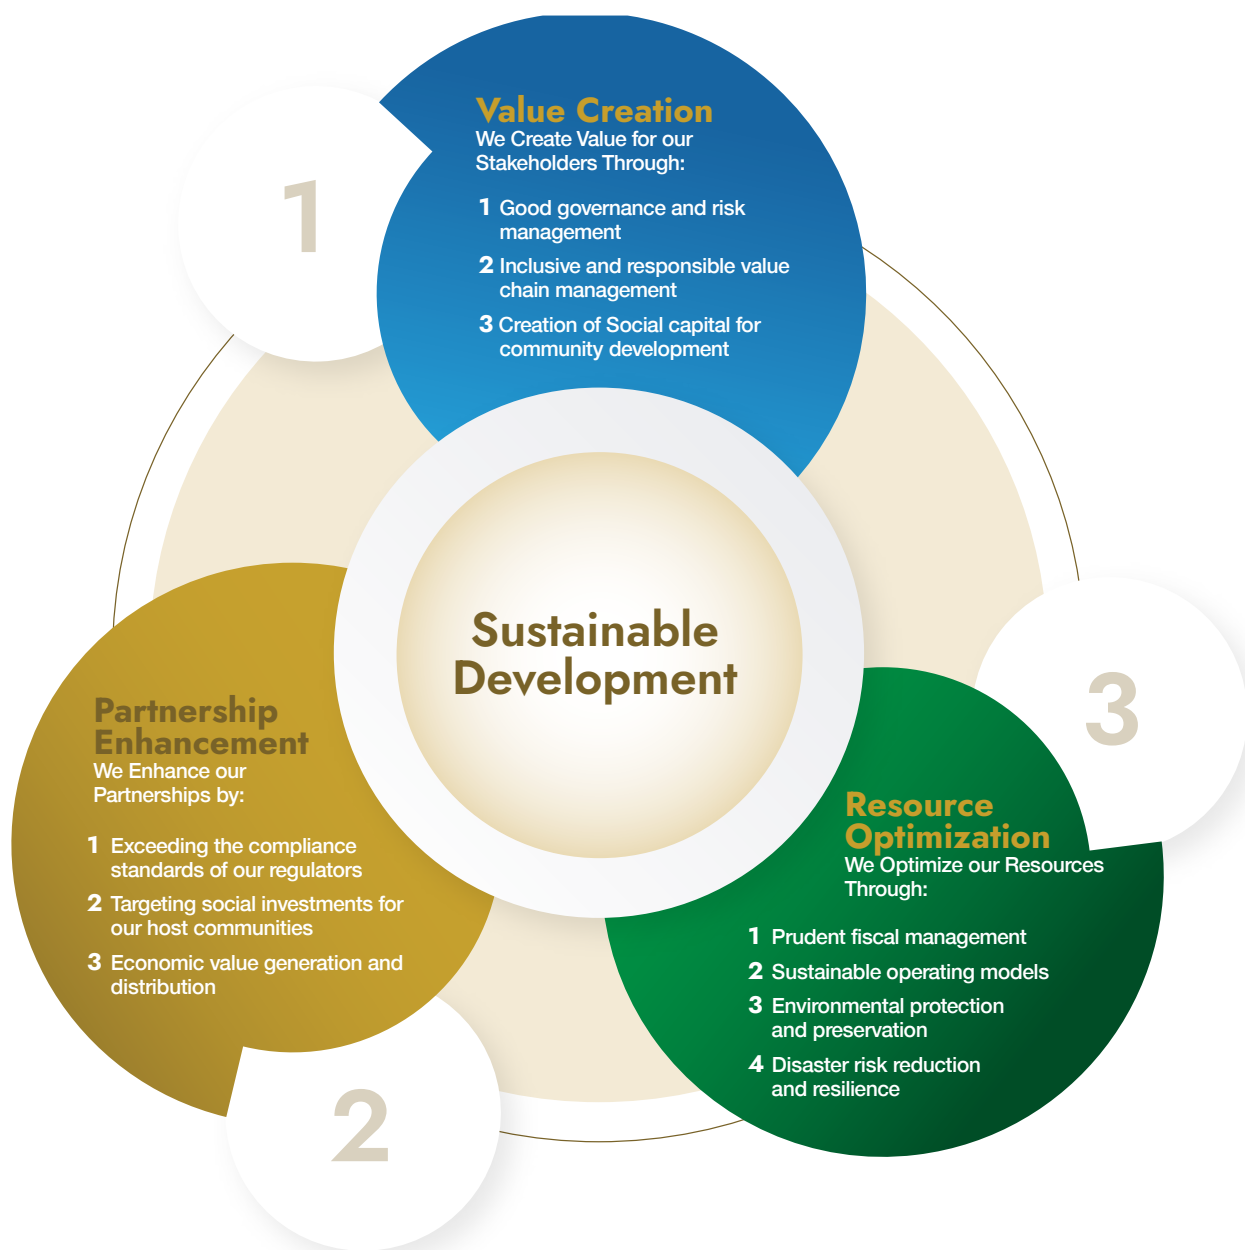 1
Value Creation
We Create Value for our
Stakeholders Through:
1 Good governance and risk
management
2 Inclusive and responsible value
chain management
3 Creation of Social capital for
community development
Sustainable
Development
Partnership
Enhancement
We Enhance our
Partnerships by:
1 Exceeding the compliance
standards of our regulators
2 Targeting social investments for
our host communities
3 Economic value generation and
distribution
2
3
Resource
Optimization
We Optimize our Resources
Through:
1 Prudent fiscal management
2 Sustainable operating models
3 Environmental protection
and preservation
4 Disaster risk reduction
and resilience